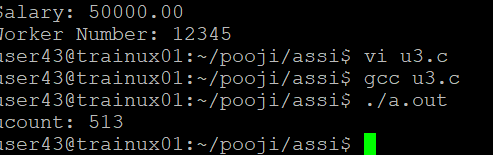 Salary: 50000.00
Worker Number: 12345
user43@trainux01:~/pooji/assi$ vi u3.c
user43@trainux01:~/pooji/assi$ gcc u3.c
user43@trainux01:~/pooji/assi$ ./a.out
ucount: 513
user43@trainux01:~/pooji/assi$